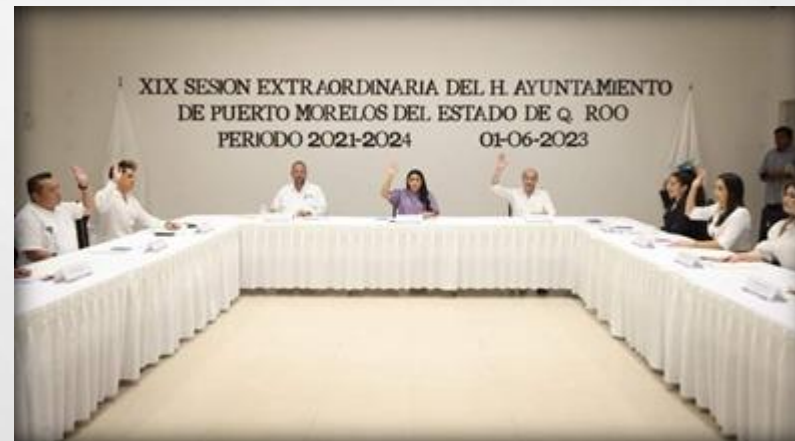 XIX SESION EXTRAORDINARIA DEL H. AYUNTAMIENTO
DE PUERTO MORELOS DEL ESTADO DE Q. ROO
PERIODO 2021-2024 01-06-2023